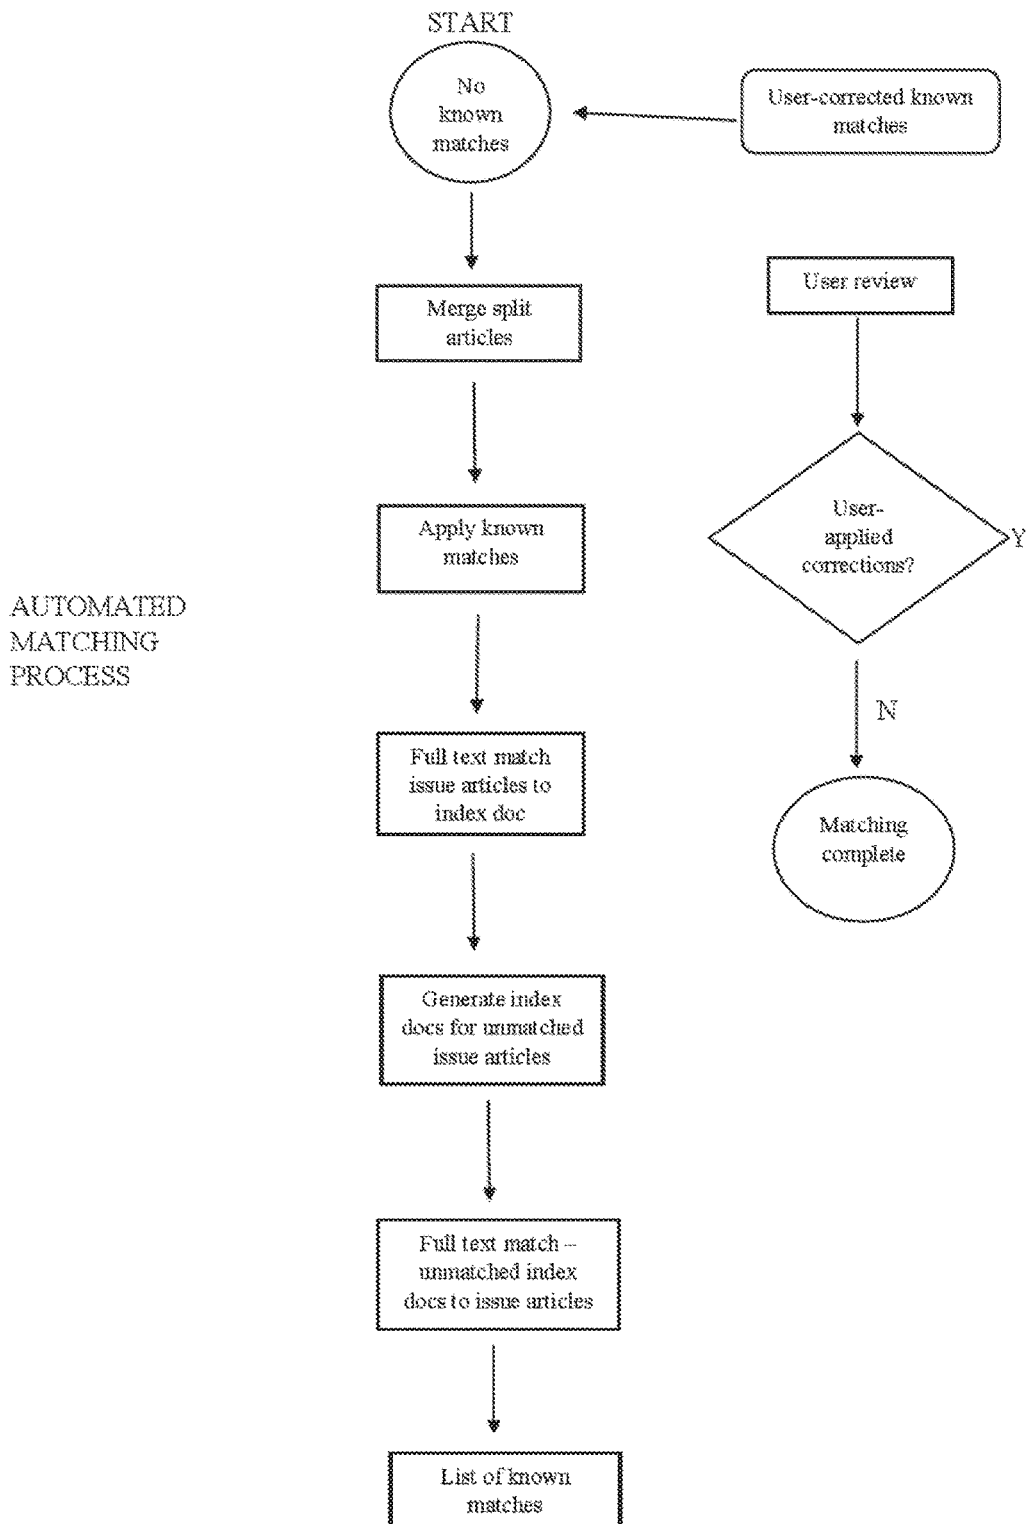 START
No
known
matches
User-corrected known
matches
Merge split
articles
User review
Apply known
matches
User-
applied
corrections?
Y
AUTOMATED
MATCHING
PROCESS
N
Full text match
issue articles to
index doc
Matching
complete
Generate index
docs for unmatched
issue articles
Full text match –
unmatched index
docs to issue articles
List of known
matches